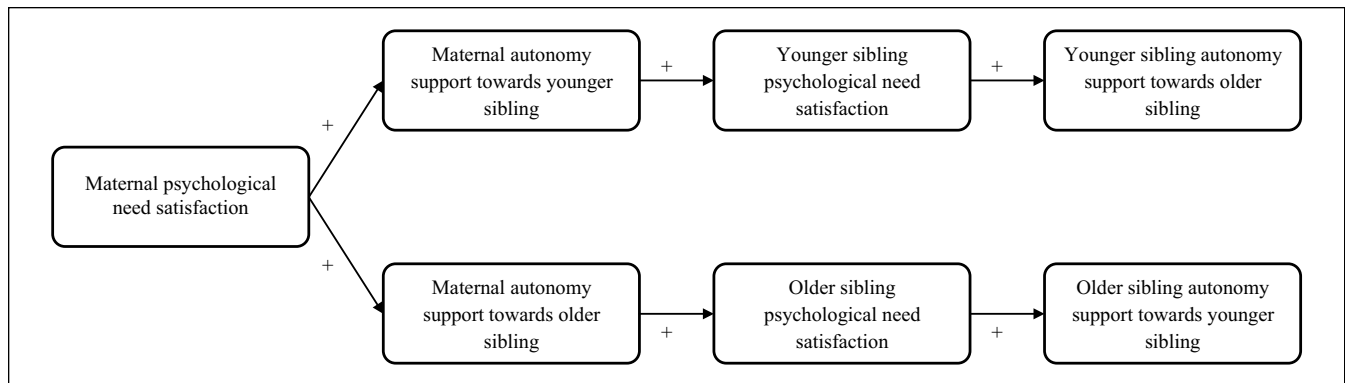 Maternal psychological
need satisfaction
+
+
Maternal autonomy
support towards younger
sibling
+
Younger sibling
psychological need
satisfaction
+
Younger sibling autonomy
support towards older
sibling
Maternal autonomy
support towards older
sibling
+
Older sibling
psychological need
satisfaction
+
Older sibling autonomy
support towards younger
sibling